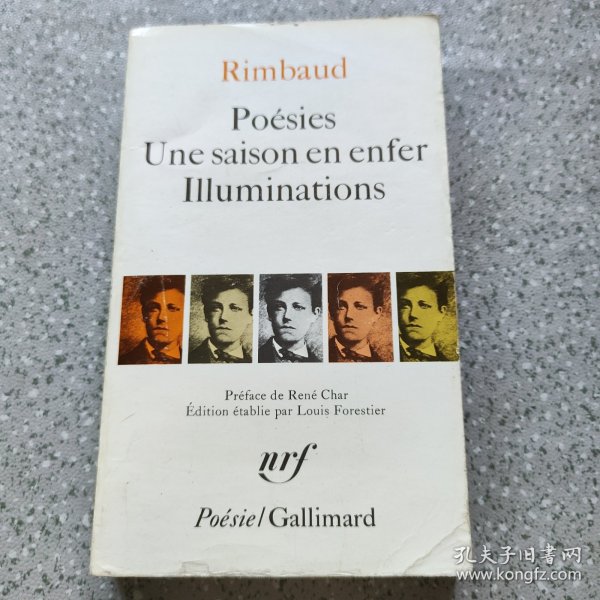 Rimbaud
Poésies
Une saison en enfer
Illuminations
Préface de René Char
Édition établie par Louis Forestier
nrf
Poésie/Gallimard
孔夫子旧书网
www.kongfz.com